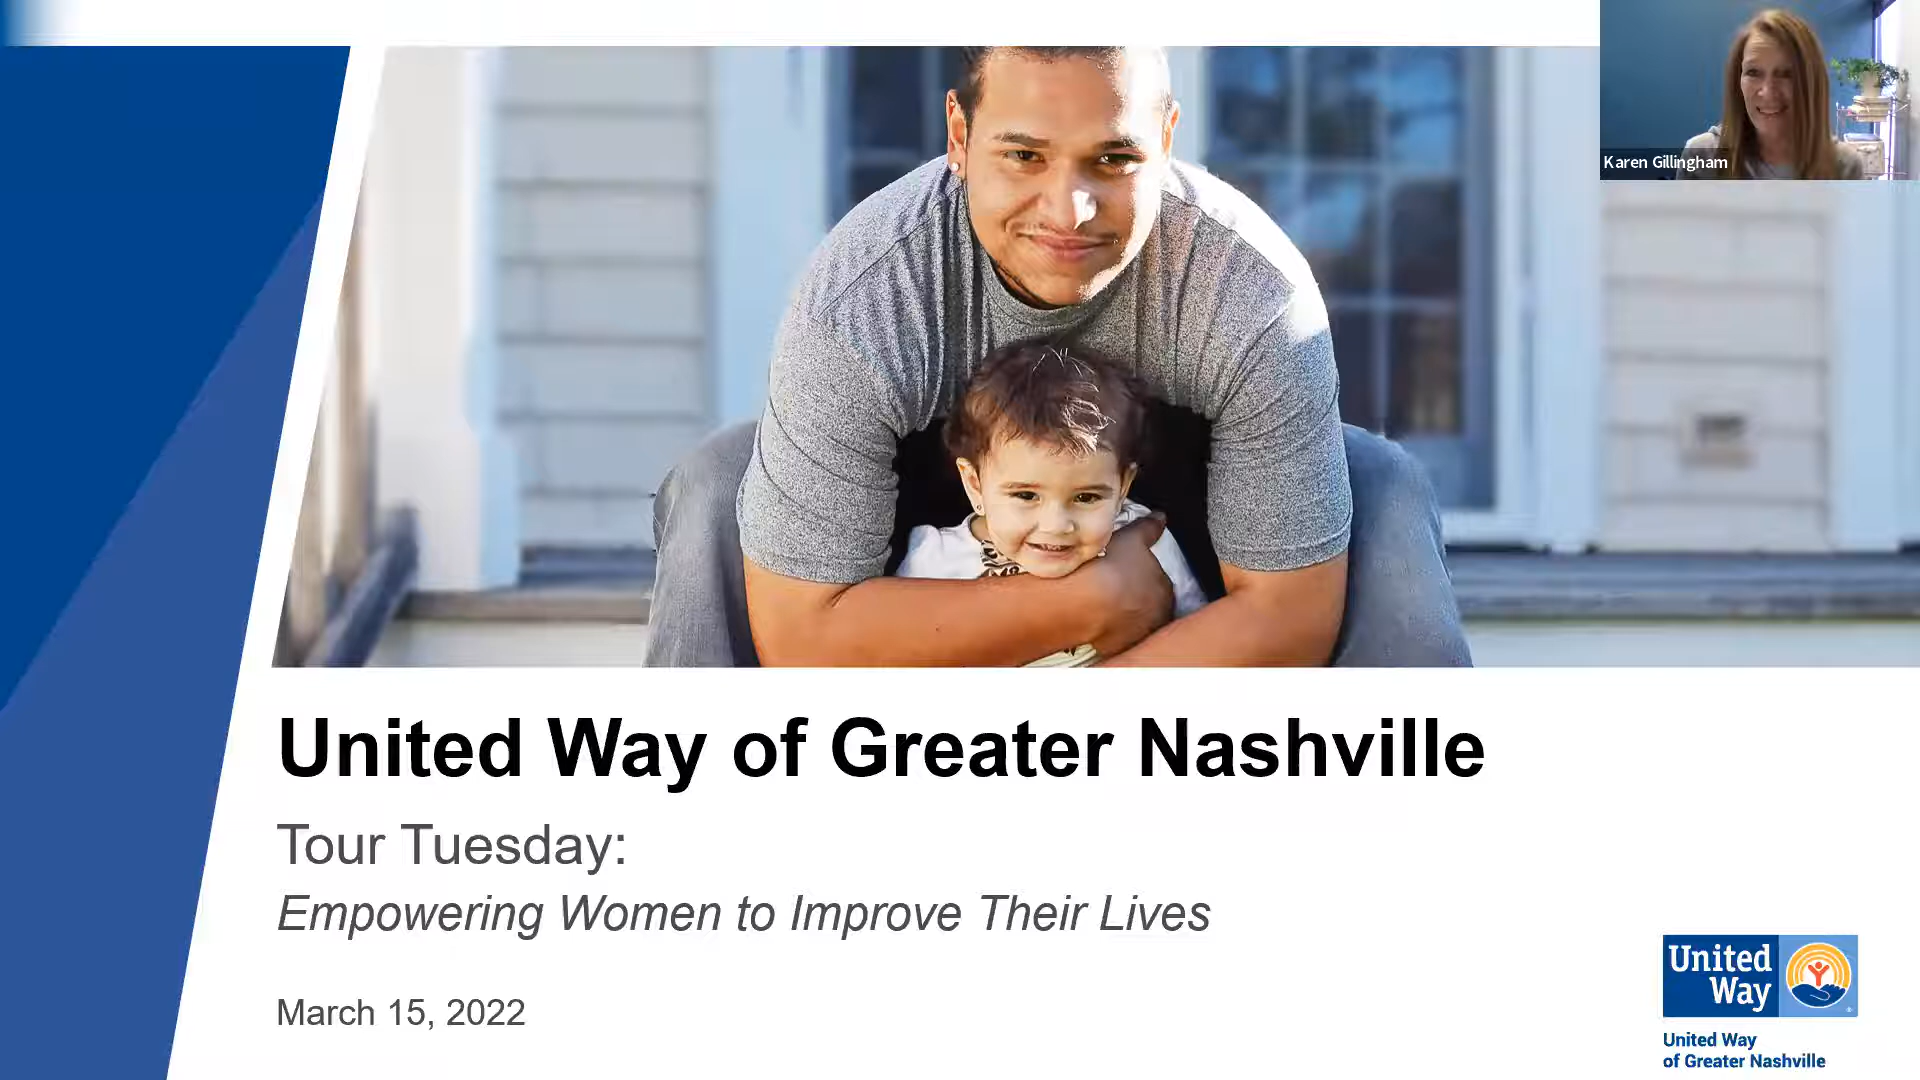 Karen Gillingham
United Way of Greater Nashville
Tour Tuesday:
Empowering Women to Improve Their Lives
March 15, 2022
United
Way
United Way
of Greater Nashville